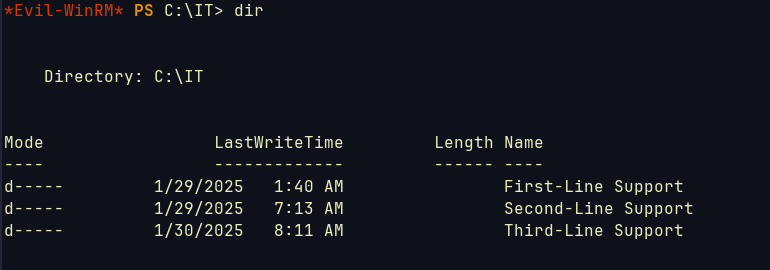 *Evil-WinRM* PS C:\IT> dir
Directory: C:\IT
Mode                 LastWriteTime         Length Name
----                 -------------         ------ ----
d-----         1/29/2025   1:40 AM                First-Line Support
d-----         1/29/2025   7:13 AM                Second-Line Support
d-----         1/30/2025   8:11 AM                Third-Line Support